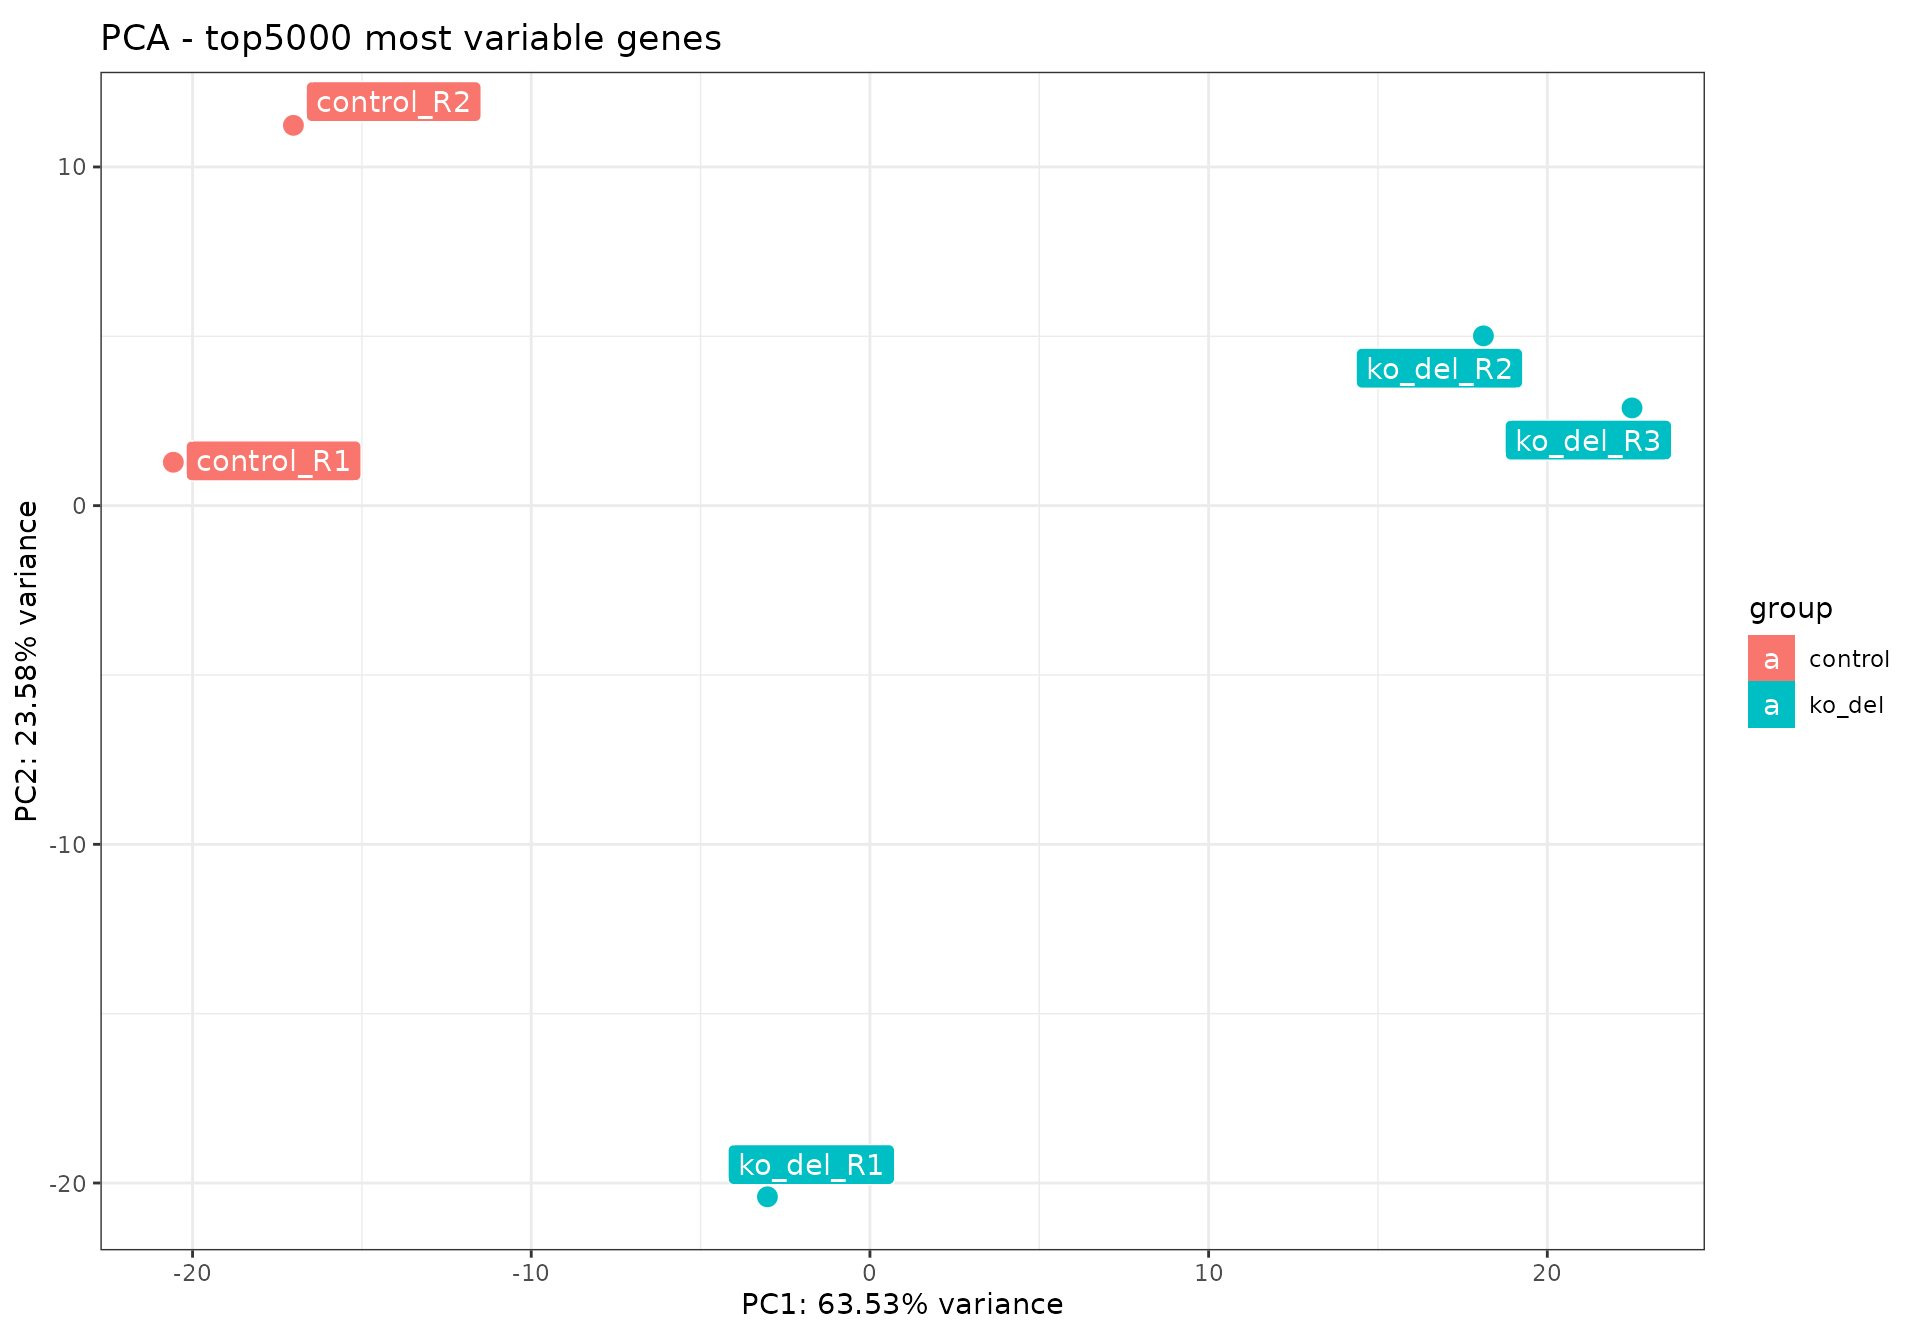 PCA - top5000 most variable genes
control_R2
10
ko_del_R2
ko_del_R3
control_R1
0
PC2: 23.58% variance
group
a control
a ko_del
-10
ko_del_R1
-20
-20
-10
0
10
20
PC1: 63.53% variance